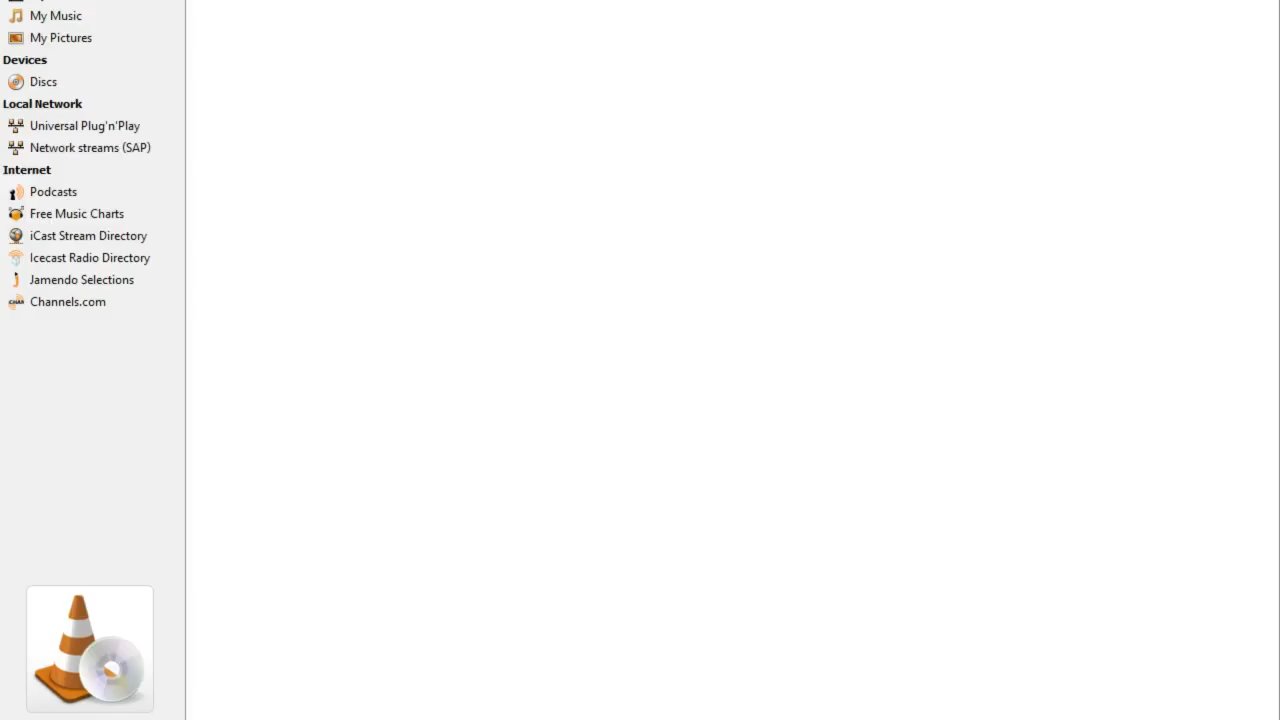 My Music
My Pictures
Devices
Discs
Local Network
Universal Plug'n'Play
Network streams (SAP)
Internet
Podcasts
Free Music Charts
iCast Stream Directory
Icecast Radio Directory
Jamendo Selections
Channels.com